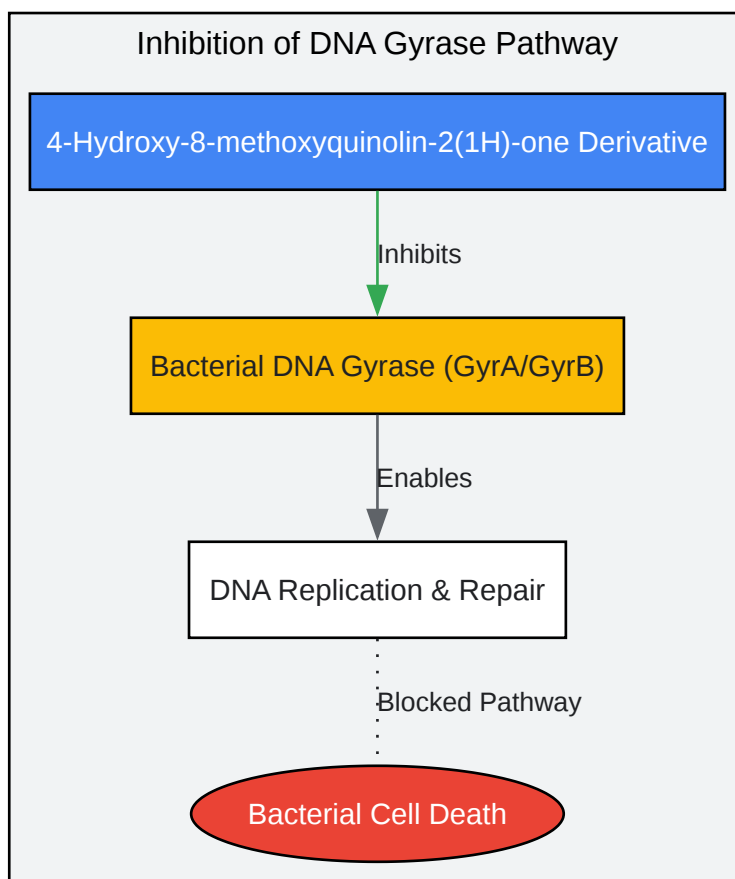 Inhibition of DNA Gyrase Pathway
4-Hydroxy-8-methoxyquinolin-2(1H)-one Derivative
Inhibits
Bacterial DNA Gyrase (GyrA/GyrB)
Enables
DNA Replication & Repair
Blocked Pathway
Bacterial Cell Death